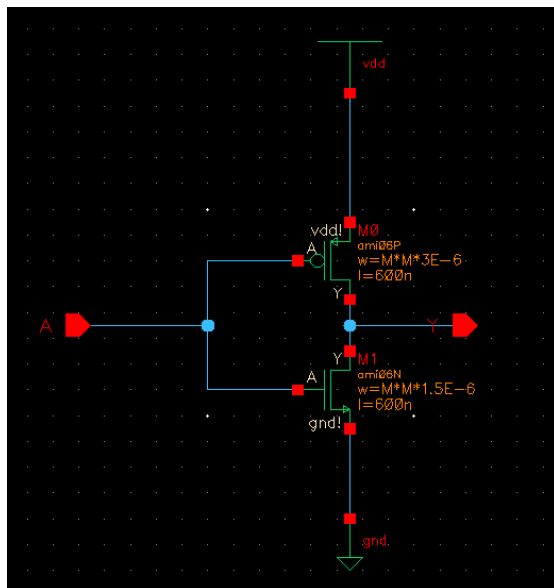 vdd
vdd!
M0
A
ami06P
w=M*M*3E-6
l=600n
Y
A
Y
Y
M1
A
ami06N
w=M*M*1.5E-6
l=600n
gnd!
gnd